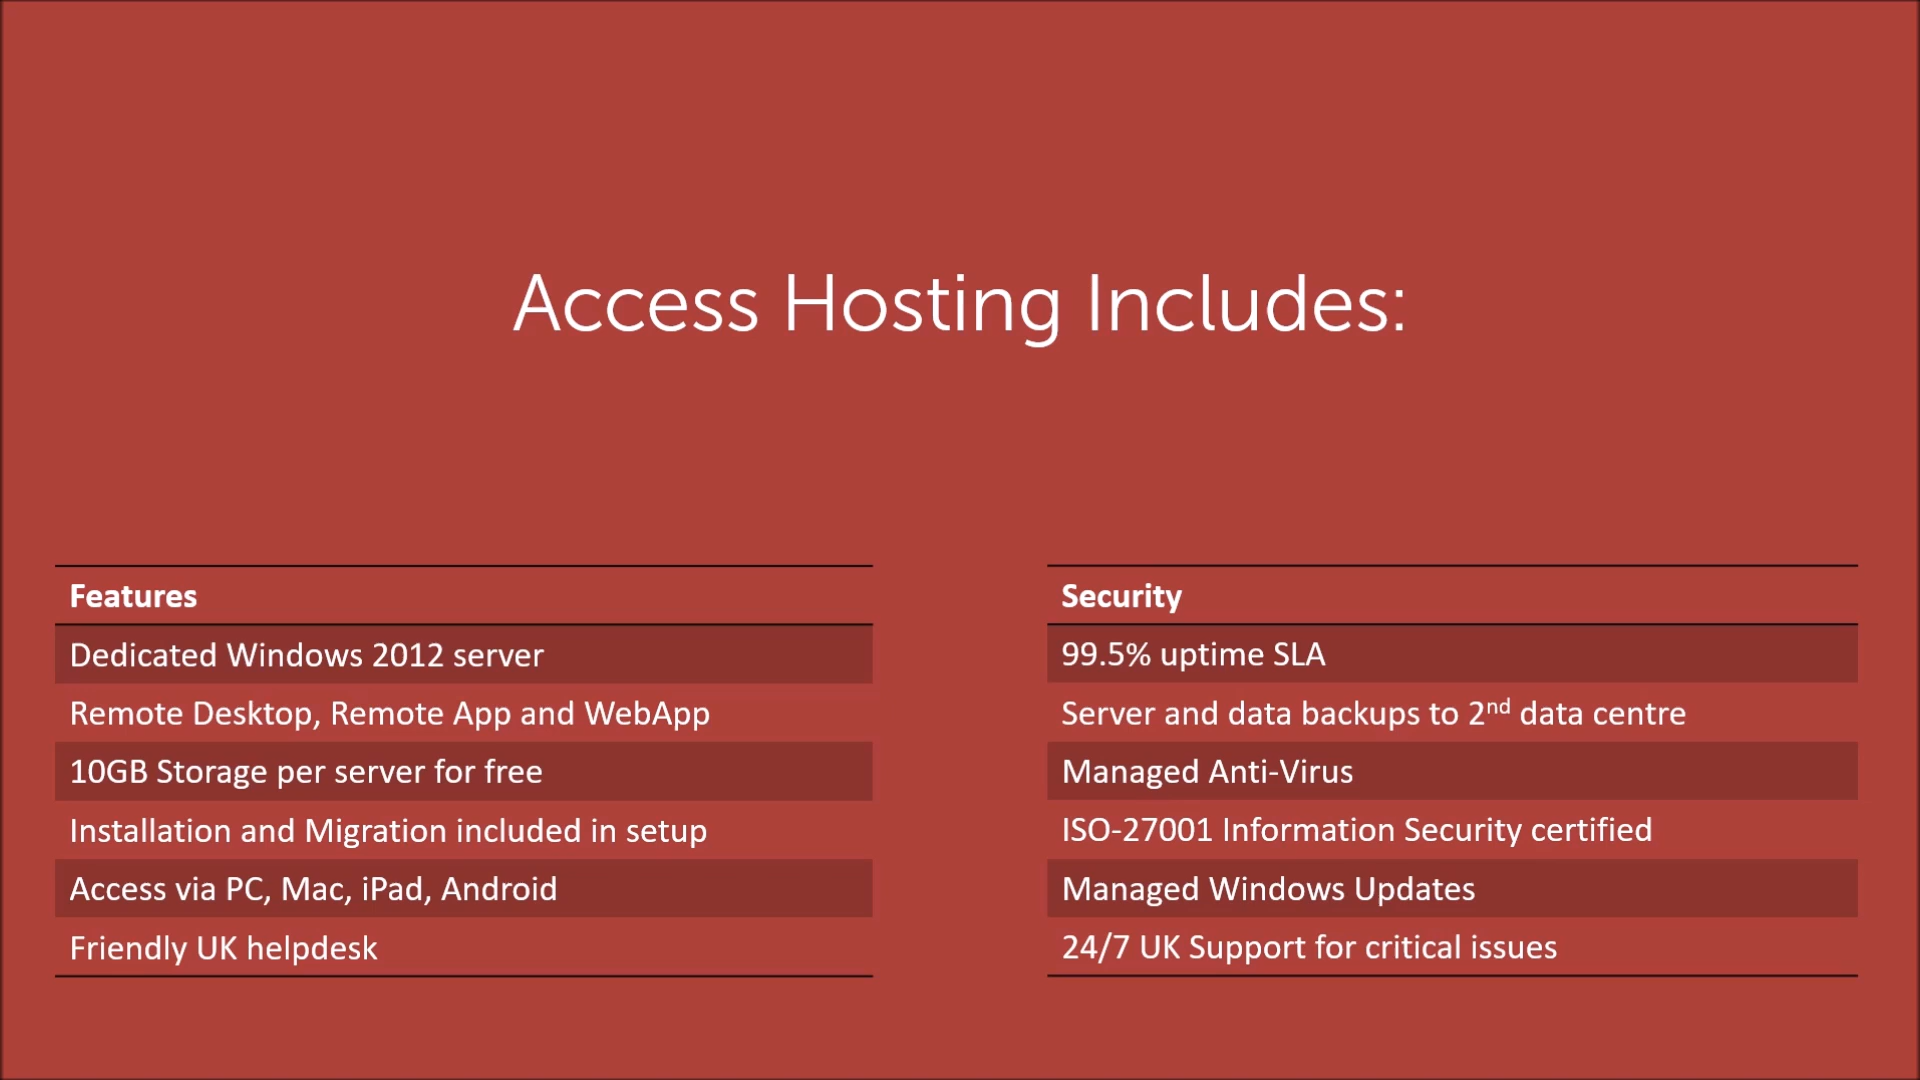 Access Hosting Includes:
Features
Dedicated Windows 2012 server
Remote Desktop, Remote App and WebApp
10GB Storage per server for free
Installation and Migration included in setup
Access via PC, Mac, iPad, Android
Friendly UK helpdesk
Security
99.5% uptime SLA
Server and data backups to 2nd data centre
Managed Anti-Virus
ISO-27001 Information Security certified
Managed Windows Updates
24/7 UK Support for critical issues